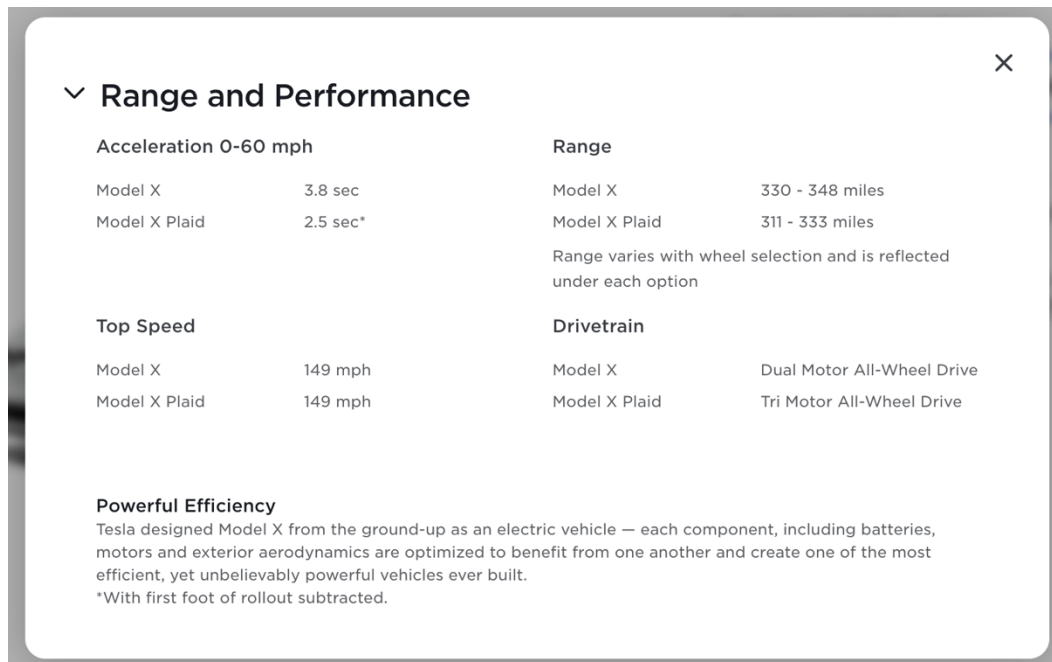 Range and Performance
Acceleration 0-60 mph
Model X 3.8 sec
Model X Plaid 2.5 sec*
Range
Model X 330 - 348 miles
Model X Plaid 311 - 333 miles
Range varies with wheel selection and is reflected
under each option
Top Speed
Model X 149 mph
Model X Plaid 149 mph
Drivetrain
Model X Dual Motor All-Wheel Drive
Model X Plaid Tri Motor All-Wheel Drive
Powerful Efficiency
Tesla designed Model X from the ground-up as an electric vehicle — each component, including batteries,
motors and exterior aerodynamics are optimized to benefit from one another and create one of the most
efficient, yet unbelievably powerful vehicles ever built.
*With first foot of rollout subtracted.